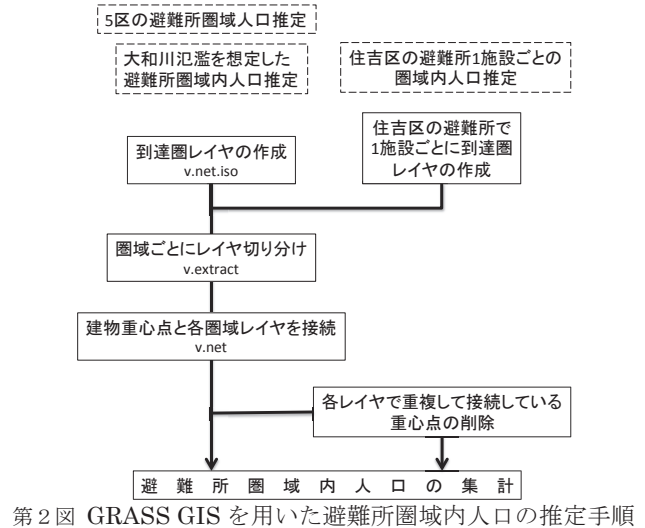 5区の避難所圏域人口推定
大和川氾濫を想定した
避難所圏域内人口推定
住吉区の避難所1施設ごとの
圏域内人口推定
到達圏レイヤの作成
v.net.iso
住吉区の避難所で
1施設ごとに到達圏
レイヤの作成
圏域ごとにレイヤ切り分け
v.extract
建物重心点と各圏域レイヤを接続
v.net
各レイヤで重複して接続している
重心点の削除
避難所圏域内人口の集計
第2図 GRASS GIS を用いた避難所圏域内人口の推定手順